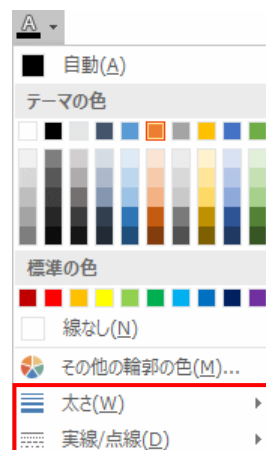 A
自動(A)
テーマの色
標準の色
線なし(N)
その他の輪郭の色(M)...
太さ(W)
実線/点線(D)